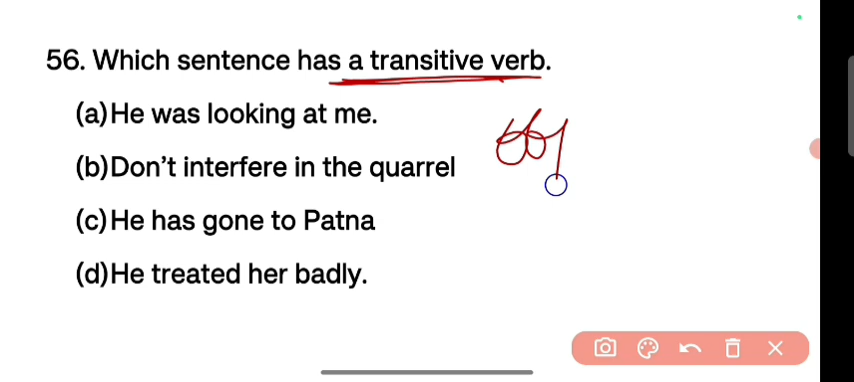 56. Which sentence has a transitive verb.
(a) He was looking at me.
obj
(b) Don't interfere in the quarrel
(c) He has gone to Patna
(d) He treated her badly.